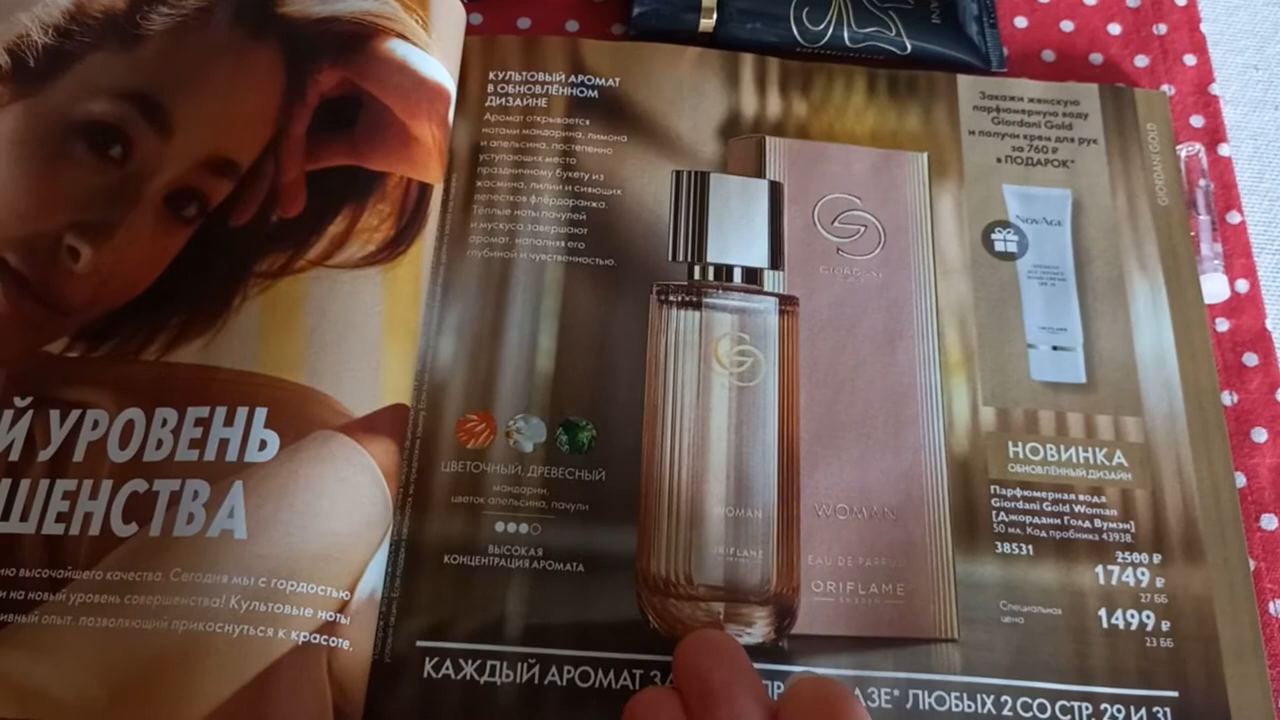 Й УРОВЕНЬ
ШЕНСТВА
ию высочайшего качества. Сегодня мы с гордостью
и на новый уровень совершенства! Культовые ноты
ивный опыт, позволяющий прикоснуться к красоте.
КУЛЬТОВЫЙ АРОМАТ
В ОБНОВЛЁННОМ
ДИЗАЙНЕ
Аромат открывается
нотами мандарина, лимона
и апельсина, постепенно
уступающих место
праздничному букету из
жасмина, лилии и сияющих
лепестков флёрдоранжа.
Тёплые ноты пачулей
и мускуса завершают
аромат, наполняя его
глубиной и чувственностью.
ЦВЕТОЧНЫЙ, ДРЕВЕСНЫЙ
мандарин,
цветок апельсина, пачули
ВЫСОКАЯ
КОНЦЕНТРАЦИЯ АРОМАТА
WOMAN
ORIFLAME
GIORDANI
WOMAN
EAU DE PARFUM
ORIFLAME
SWEDEN
Закажи женскую
парфюмерную воду
Giordani Gold
и получи крем для рук
за 760 ₽
в ПОДАРОК*
NOVAGE
ORIFLAME
GIORDANI GOLD
НОВИНКА
ОБНОВЛЁННЫЙ ДИЗАЙН
Парфюмерная вода
Giordani Gold Woman
[Джордани Голд Вумэн]
50 мл. Код пробника 43938.
38531
2500 ₽
1749 ₽
27 ББ
Специальная
цена
1499 ₽
23 ББ
КАЖДЫЙ АРОМАТ ЗА ПР АЗЕ* ЛЮБЫХ 2 СО СТР. 29 И 31